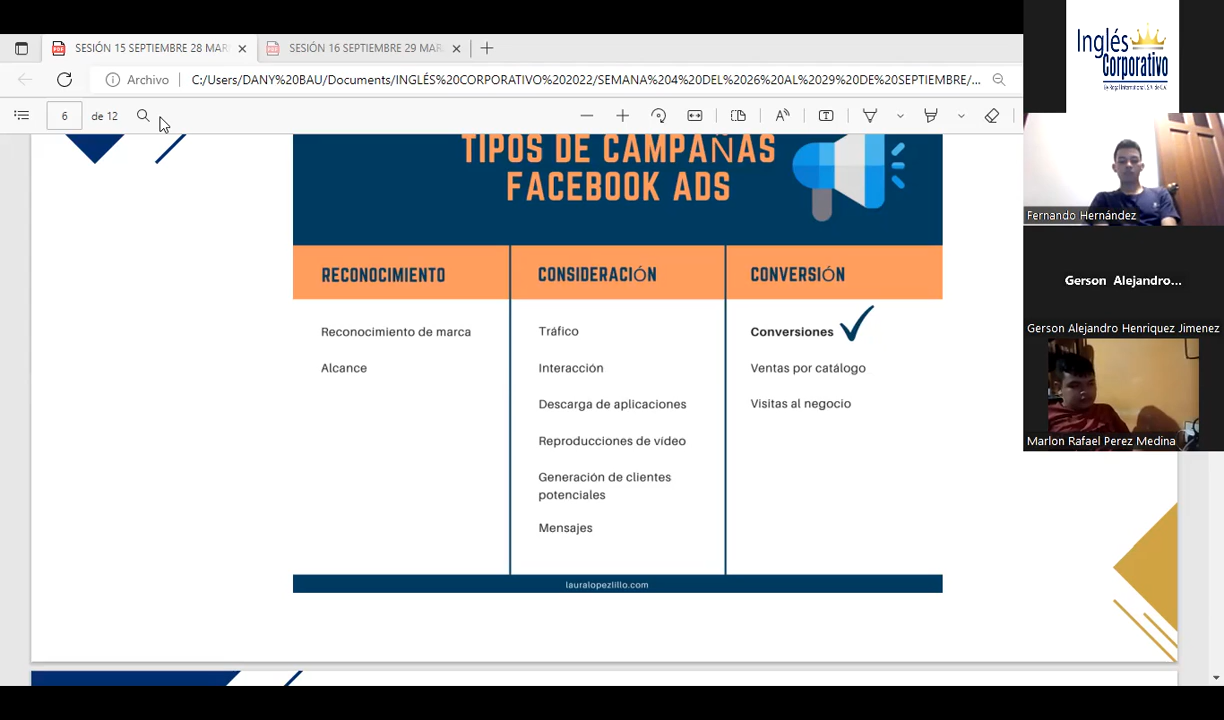 SESIÓN 15 SEPTIEMBRE 28 MAR
SESIÓN 16 SEPTIEMBRE 29 MAR
Archivo
C:/Users/DANY%20BAU/Documents/INGLÉS%20CORPORATIVO%202022/SEMANA%204%20DEL%2026%20AL%2029%20DE%20SEPTIEMBRE/...
6
de 12
TIPOS DE CAMPAÑAS
FACEBOOK ADS
RECONOCIMIENTO
Reconocimiento de marca
Alcance
CONSIDERACIÓN
Tráfico
Interacción
Descarga de aplicaciones
Reproducciones de vídeo
Generación de clientes
potenciales
Mensajes
CONVERSIÓN
Conversiones
Ventas por catálogo
Visitas al negocio
lauralopezlillo.com
Inglés
Corporativo
Fernando Hernández
Gerson Alejandro...
Gerson Alejandro Henriquez Jimenez
Marlon Rafael Perez Medina